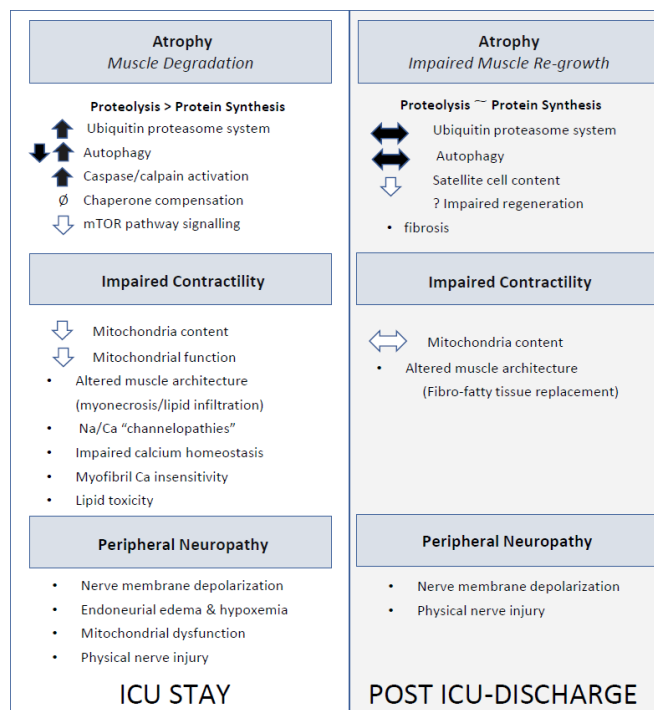 Atrophy
Muscle Degradation
Proteolysis > Protein Synthesis
Ubiquitin proteasome system
Autophagy
Caspase/calpain activation
Ø Chaperone compensation
mTOR pathway signalling
Impaired Contractility
Mitochondria content
Mitochondrial function
• Altered muscle architecture
(myonecrosis/lipid infiltration)
• Na/Ca “channelopathies”
• Impaired calcium homeostasis
• Myofibril Ca insensitivity
• Lipid toxicity
Peripheral Neuropathy
• Nerve membrane depolarization
• Endoneurial edema & hypoxemia
• Mitochondrial dysfunction
• Physical nerve injury
ICU STAY
Atrophy
Impaired Muscle Re-growth
Proteolysis ~ Protein Synthesis
Ubiquitin proteasome system
Autophagy
Satellite cell content
? Impaired regeneration
• fibrosis
Impaired Contractility
Mitochondria content
• Altered muscle architecture
(Fibro-fatty tissue replacement)
Peripheral Neuropathy
• Nerve membrane depolarization
• Physical nerve injury
POST ICU-DISCHARGE